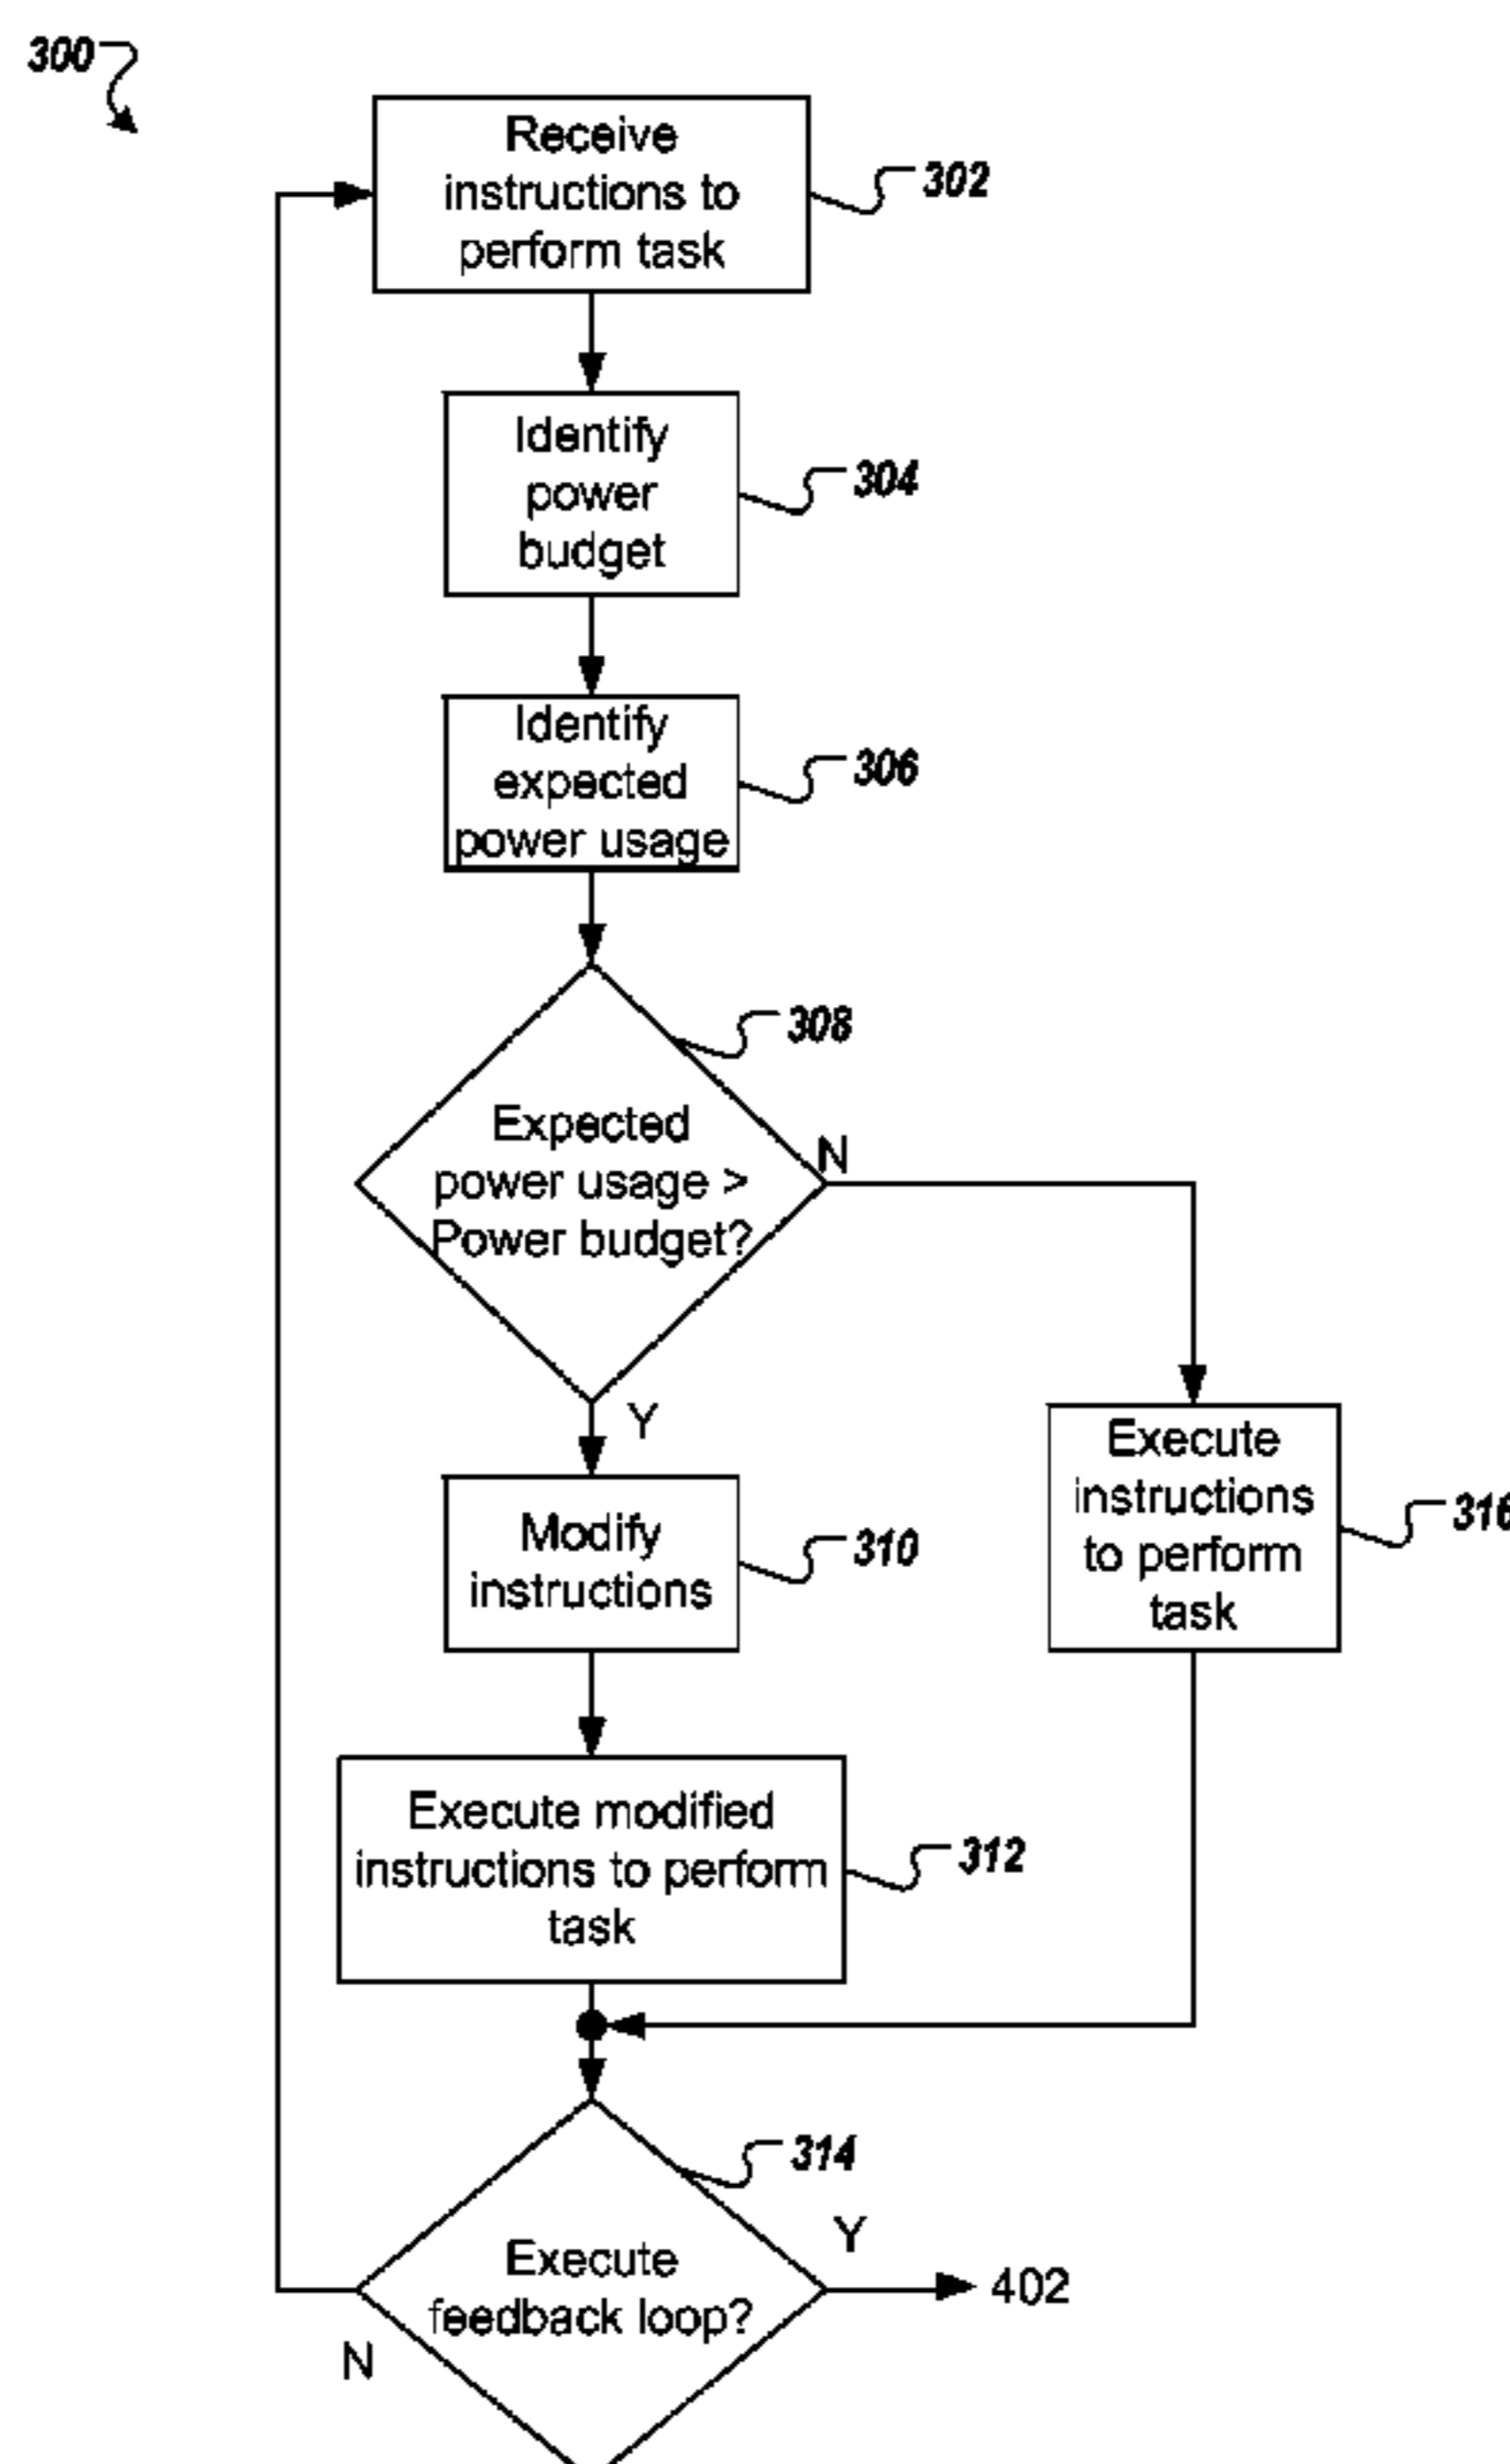 300
Receive
instructions to
perform task
302
Identify
power
budget
304
Identify
expected
power usage
306
308
Expected
power usage >
Power budget?
N
Y
Modify
instructions
310
Execute
instructions
to perform
task
316
Execute modified
instructions to perform
task
312
314
Execute
feedback loop?
Y
402
N